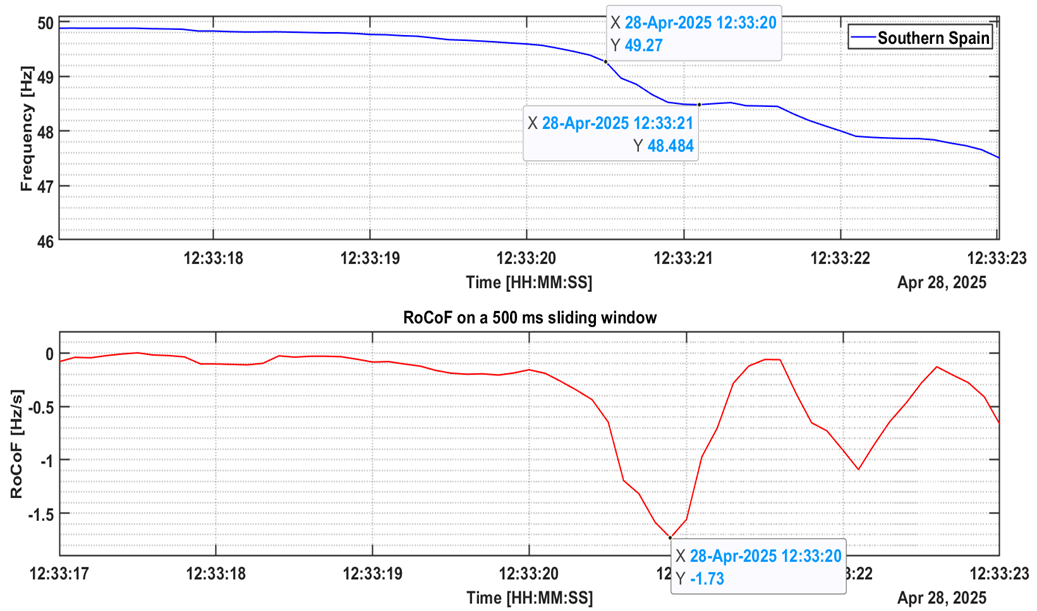 50
49
48
47
46
Frequency [Hz]
Southern Spain
X 28-Apr-2025 12:33:20
Y 49.27
X 28-Apr-2025 12:33:21
Y 48.484
12:33:18
12:33:19
12:33:20
12:33:21
12:33:22
12:33:23
Time [HH:MM:SS]
Apr 28, 2025
RoCoF on a 500 ms sliding window
0
-0.5
-1
-1.5
RoCoF [Hz/s]
X 28-Apr-2025 12:33:20
Y -1.73
12:33:17
12:33:18
12:33:19
12:33:20
12:33:23
Time [HH:MM:SS]
Apr 28, 2025